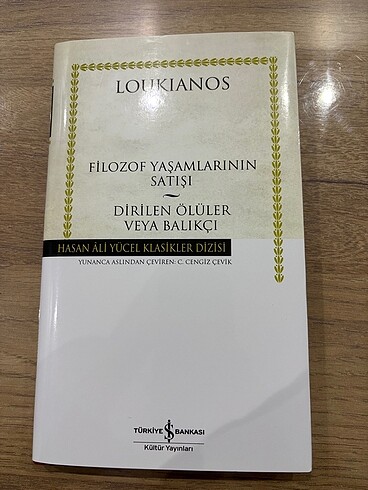 LOUKIANOS
FİLOZOF YAŞAMLARININ
SATIŞI
~
DİRİLEN ÖLÜLER
VEYA BALIKÇI
HASAN ÂLİ YÜCEL KLASİKLER DİZİSİ
YUNANCA ASLINDAN ÇEVİREN: C. CENGİZ ÇEVİK
TÜRKİYE İŞ BANKASI
Kültür Yayınları